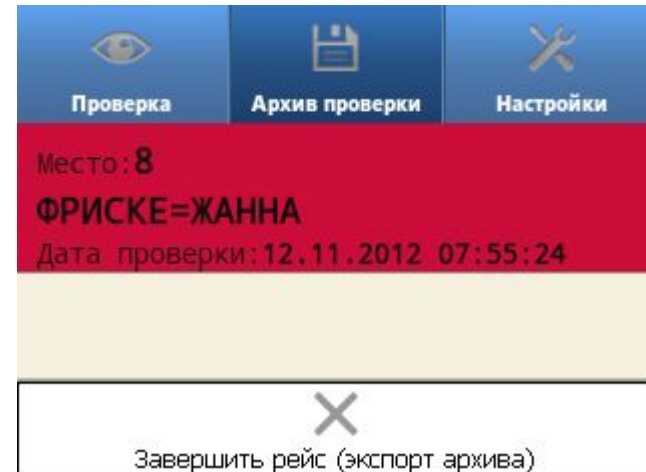 Проверка Архив проверки Настройки
Место:8
ФРИСКЕ=ЖАННА
Дата проверки:12.11.2012 07:55:24
Завершить рейс (экспорт архива)